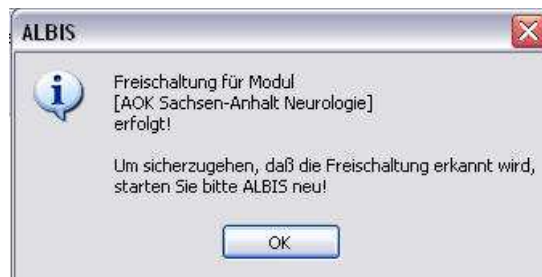 ALBIS
Freischaltung für Modul
[AOK Sachsen-Anhalt Neurologie]
erfolgt!
Um sicherzugehen, daß die Freischaltung erkannt wird,
starten Sie bitte ALBIS neu!
OK